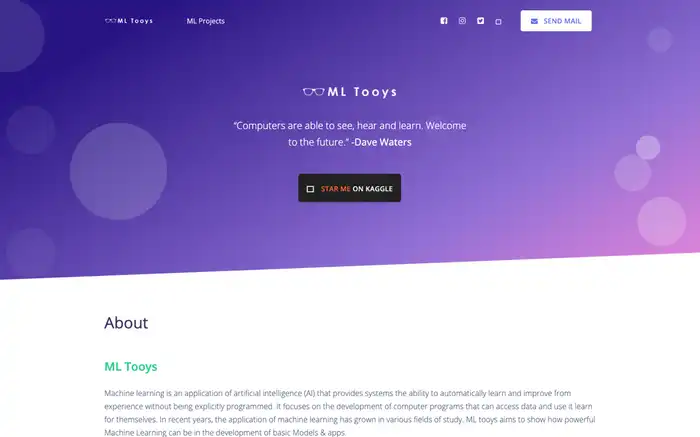 ML Tooys
ML Projects
SEND MAIL
ML Tooys
“Computers are able to see, hear and learn. Welcome
to the future.” -Dave Waters
STAR ME ON KAGGLE
About
ML Tooys
Machine learning is an application of artificial intelligence (AI) that provides systems the ability to automatically learn and improve from
experience without being explicitly programmed. It focuses on the development of computer programs that can access data and use it learn
for themselves. In recent years, the application of machine learning has grown in various fields of study. ML tooys aims to show how powerful
Machine Learning can be in the development of basic Models & apps.